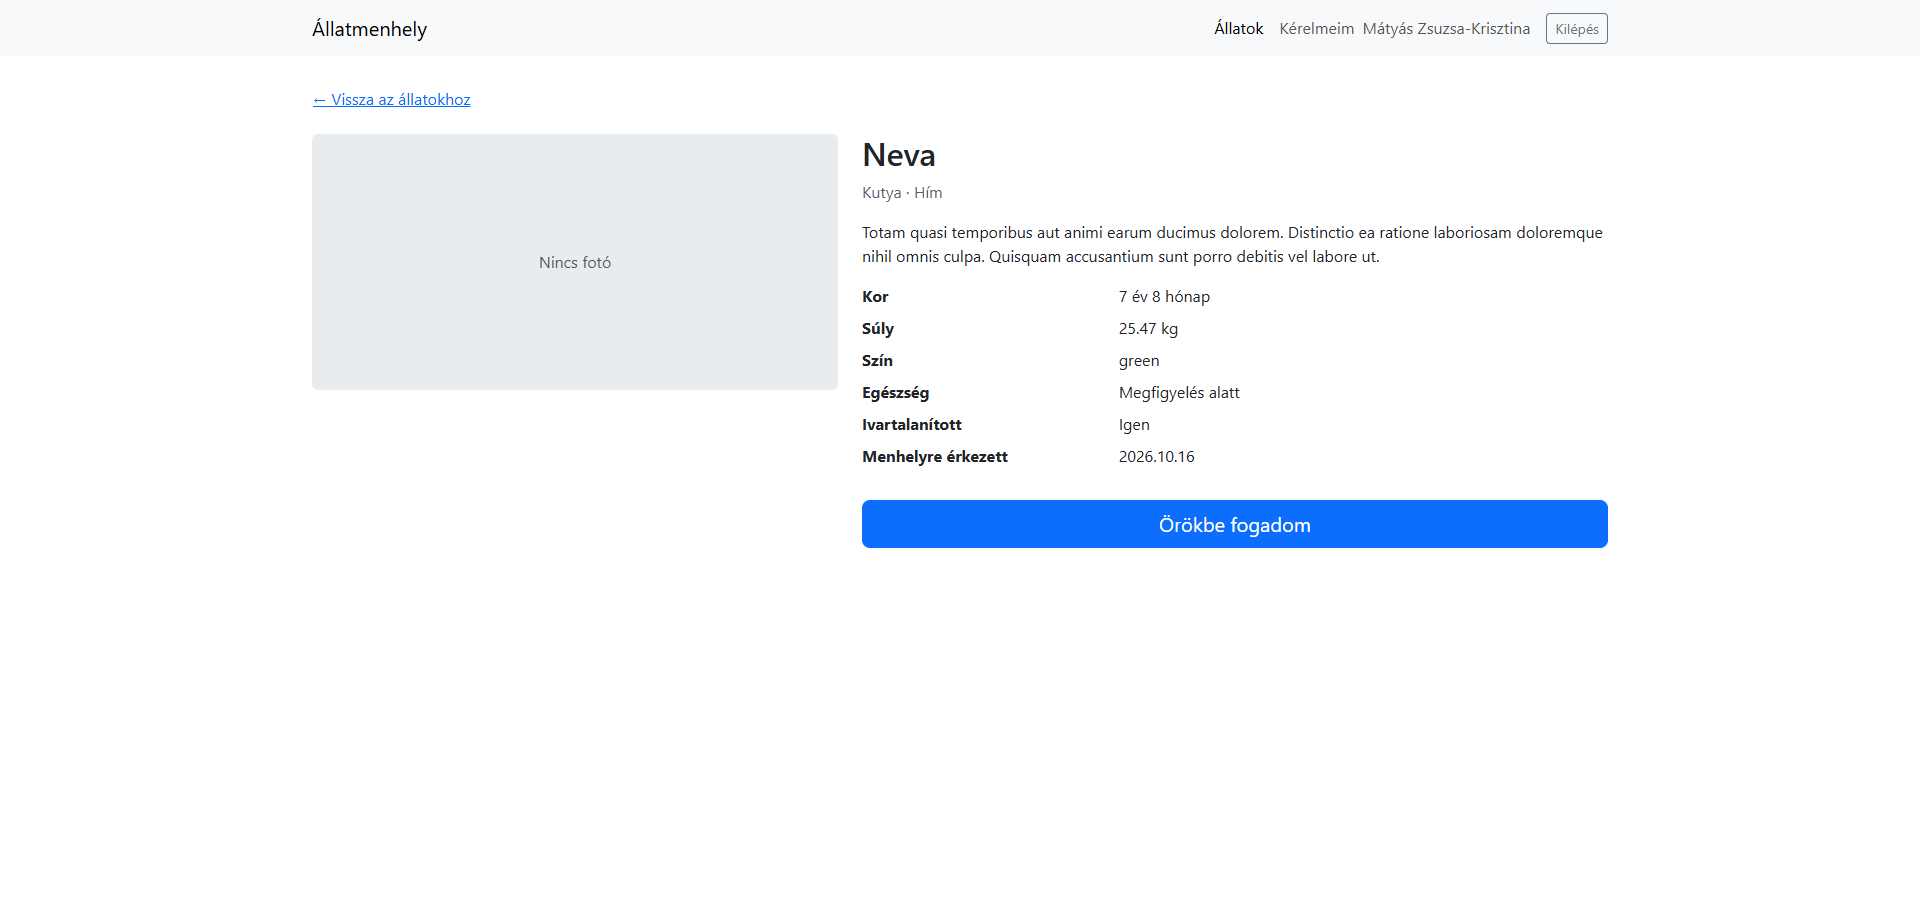 Állatmenhely
Állatok Kérelmeim Mátyás Zsuzsa-Krisztina Kilépés
← Vissza az állatokhoz
Nincs fotó
Neva
Kutya · Hím
Totam quasi temporibus aut animi earum ducimus dolorem. Distinctio ea ratione laboriosam doloremque
nihil omnis culpa. Quisquam accusantium sunt porro debitis vel labore ut.
Kor 7 év 8 hónap
Súly 25.47 kg
Szín green
Egészség Megfigyelés alatt
Ivartalanított Igen
Menhelyre érkezett 2026.10.16
Örökbe fogadom